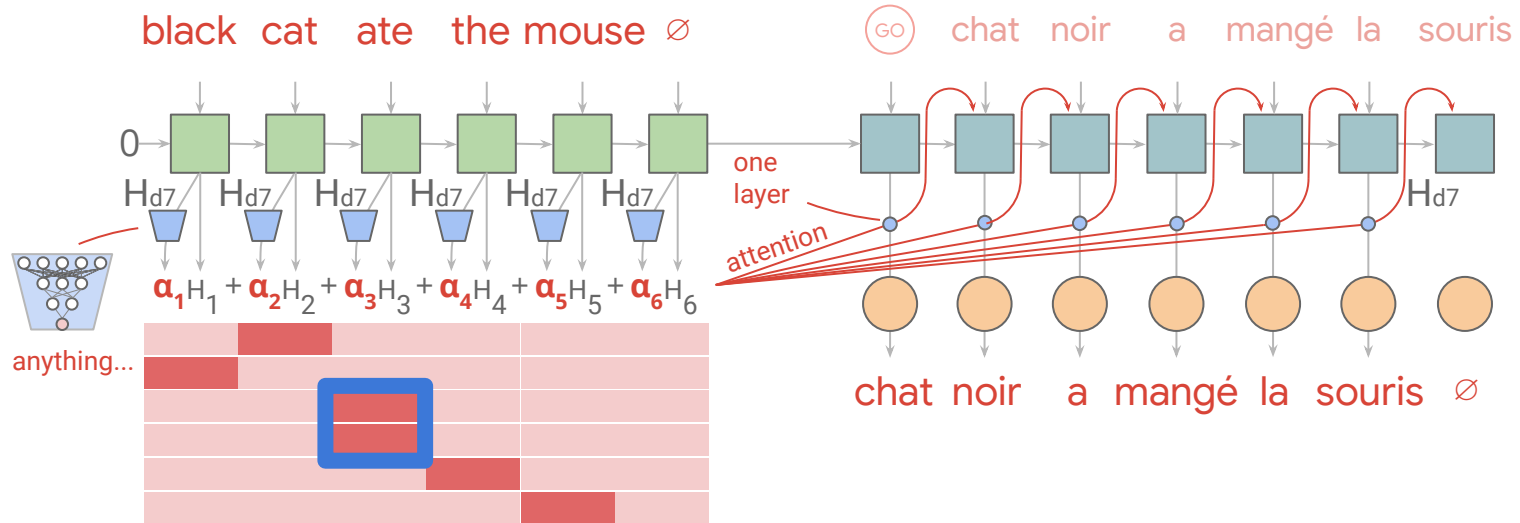 black cat ate the mouse ∅
GO chat noir a mangé la souris
0
one
layer
Hd7 Hd7 Hd7 Hd7 Hd7 Hd7
Hd7
attention
α1H1 + α2H2 + α3H3 + α4H4 + α5H5 + α6H6
anything...
chat noir a mangé la souris ∅